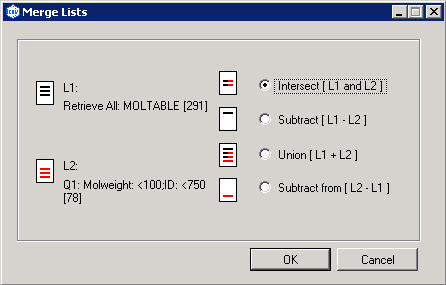 Merge Lists
L1:
Retrieve All: MOLTABLE [291]
L2:
Q1: Molweight: <100;ID: <750
[78]
Intersect [ L1 and L2 ]
Subtract [ L1 - L2 ]
Union [ L1 + L2 ]
Subtract from [ L2 - L1 ]
OK
Cancel